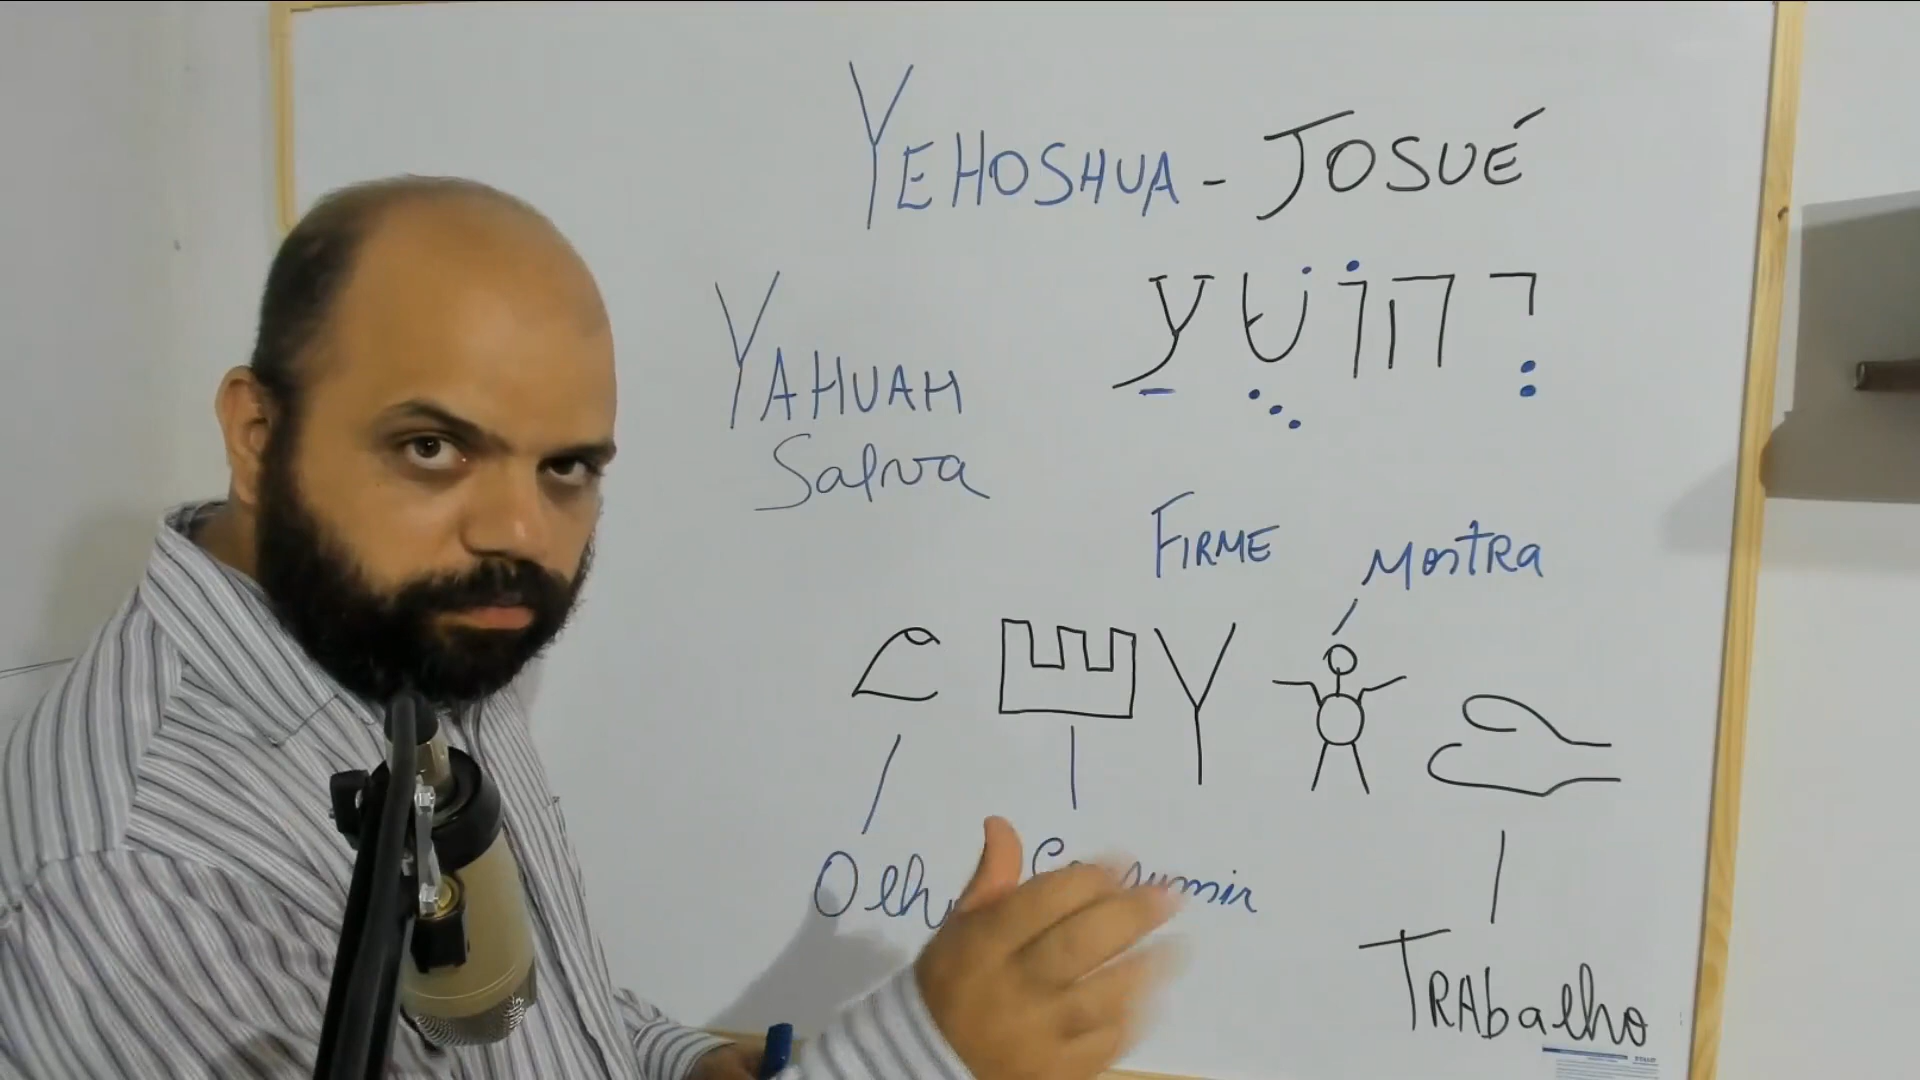 YEHOSHUA - JOSUÉ
יְהוֹשֻׁעַ
YAHUAH
Salva
FIRME
MOSTRA
TRAbalho